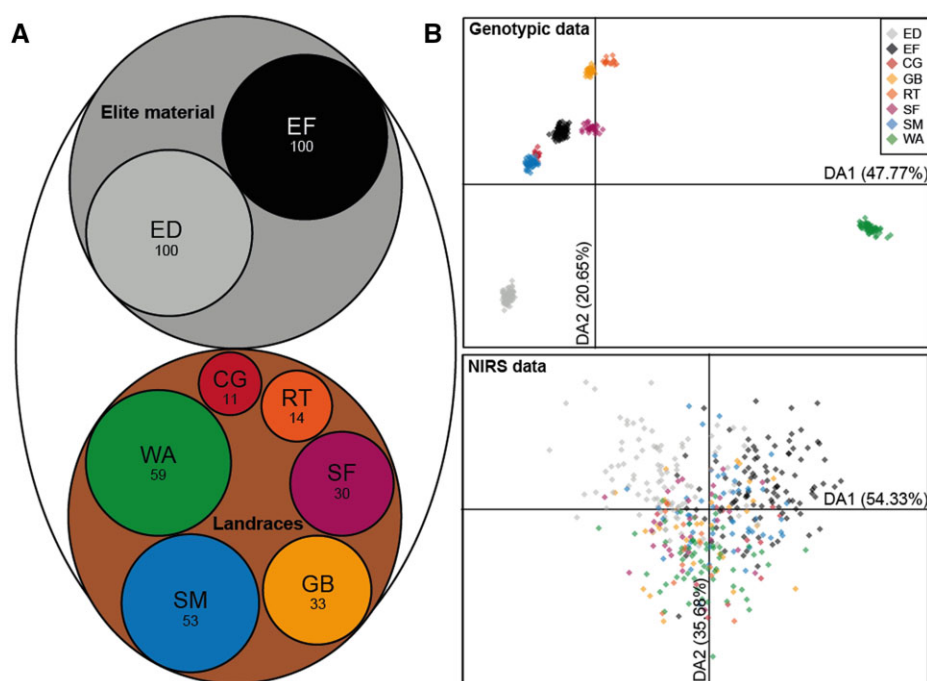 A
Elite material
EF
100
ED
100
CG
11
RT
14
WA
59
SF
30
Landraces
SM
53
GB
33
B
Genotypic data
ED
EF
CG
GB
RT
SF
SM
WA
DA1 (47.77%)
DA2 (20.65%)
NIRS data
DA1 (54.33%)
DA2 (35.68%)